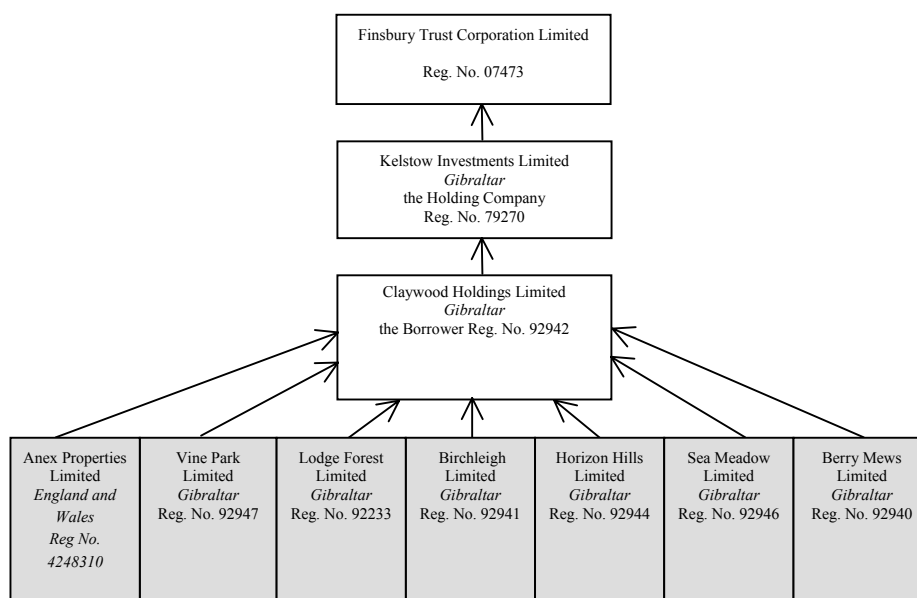 Finsbury Trust Corporation Limited
Reg. No. 07473
Kelstow Investments Limited
Gibraltar
the Holding Company
Reg. No. 79270
Claywood Holdings Limited
Gibraltar
the Borrower Reg. No. 92942
Anex Properties
Limited
England and
Wales
Reg No.
4248310
Vine Park
Limited
Gibraltar
Reg. No. 92947
Lodge Forest
Limited
Gibraltar
Reg. No. 92233
Birchleigh
Limited
Gibraltar
Reg. No. 92941
Horizon Hills
Limited
Gibraltar
Reg. No. 92944
Sea Meadow
Limited
Gibraltar
Reg. No. 92946
Berry Mews
Limited
Gibraltar
Reg. No. 92940